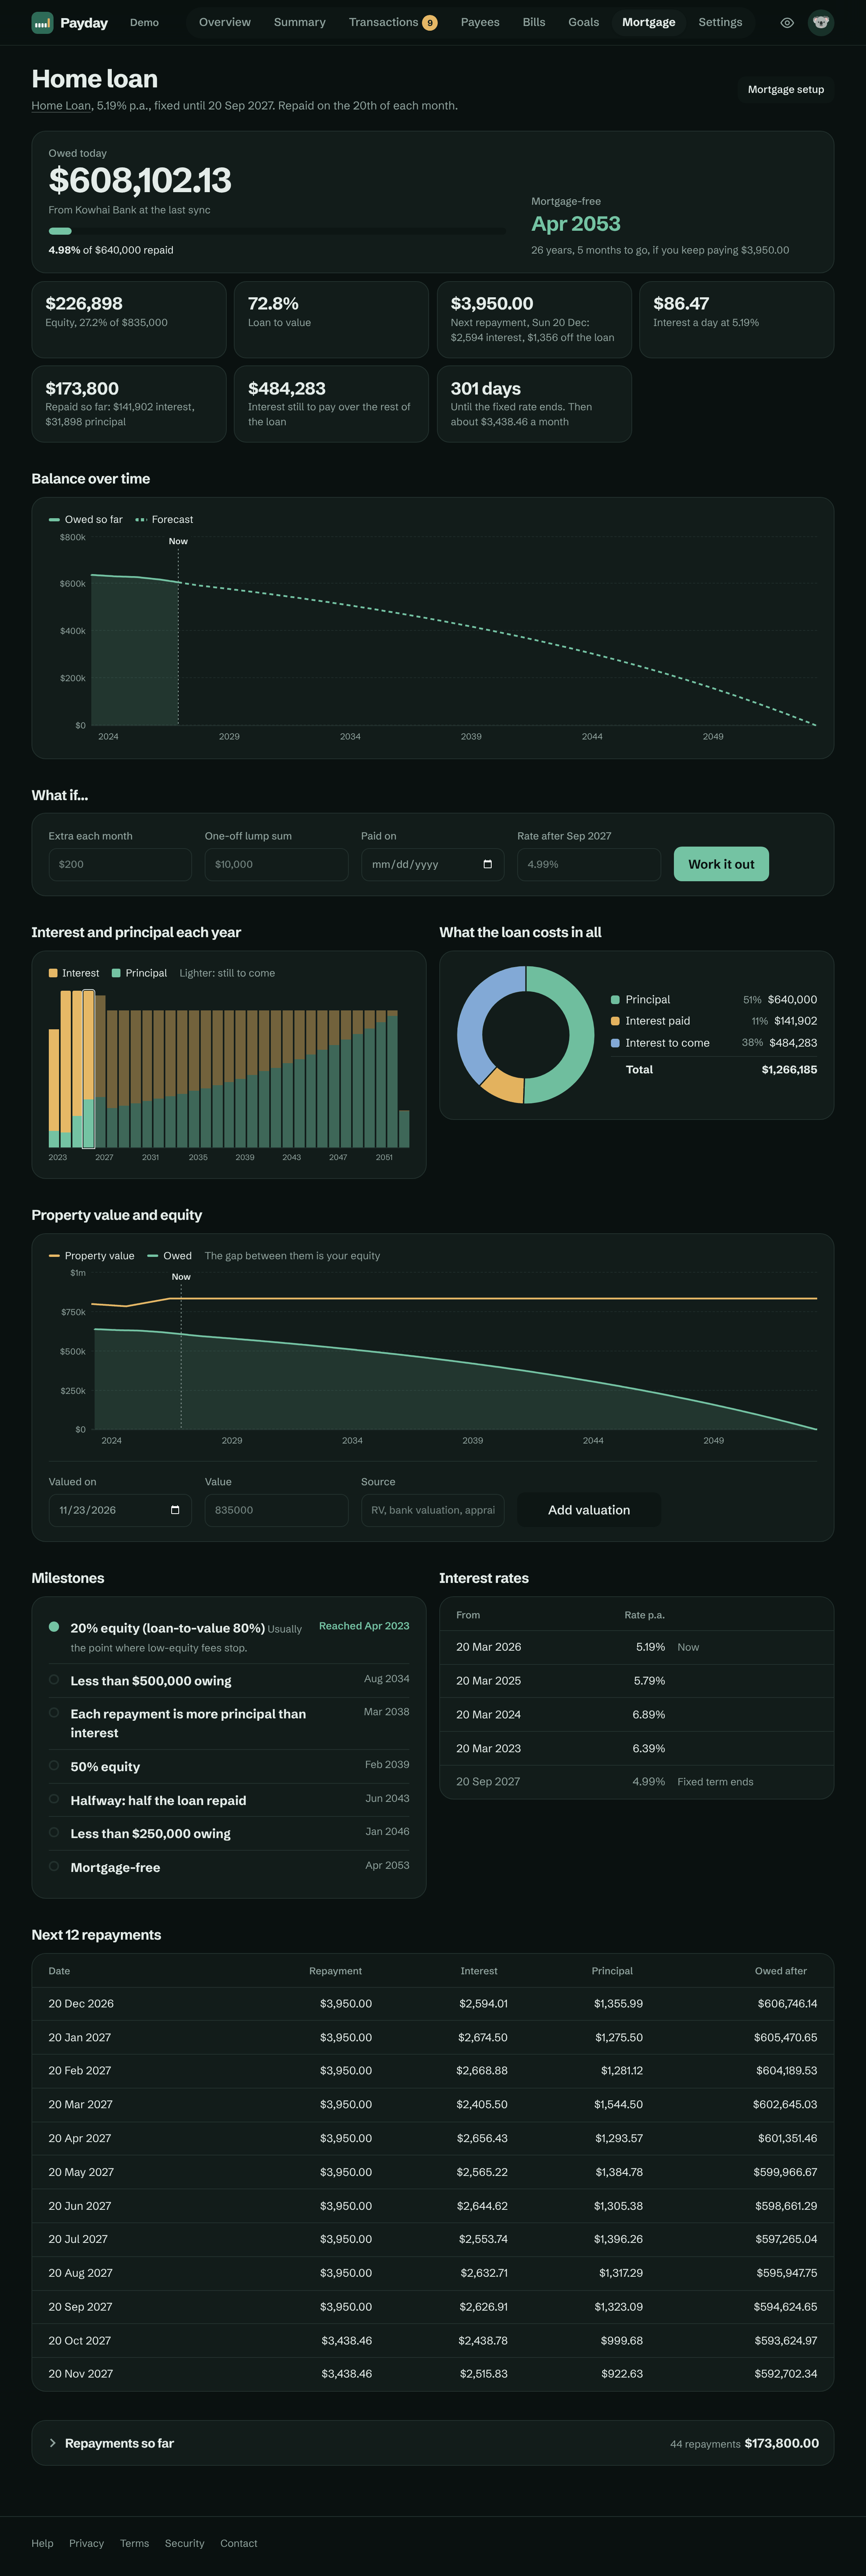 Payday
Demo
Overview
Summary
Transactions 9
Payees
Bills
Goals
Mortgage
Settings
Home loan
Home Loan, 5.19% p.a., fixed until 20 Sep 2027. Repaid on the 20th of each month.
Mortgage setup
Owed today
$608,102.13
From Kowhai Bank at the last sync
4.98% of $640,000 repaid
Mortgage-free
Apr 2053
26 years, 5 months to go, if you keep paying $3,950.00
$226,898
Equity, 27.2% of $835,000
72.8%
Loan to value
$3,950.00
Next repayment, Sun 20 Dec:
$2,594 interest, $1,356 off the loan
$86.47
Interest a day at 5.19%
$173,800
Repaid so far: $141,902 interest,
$31,898 principal
$484,283
Interest still to pay over the rest of
the loan
301 days
Until the fixed rate ends. Then
about $3,438.46 a month
Balance over time
Owed so far
Forecast
$800k
Now
$600k
$400k
$200k
$0
2024 2029 2034 2039 2044 2049
What if...
Extra each month
$200
One-off lump sum
$10,000
Paid on
mm/dd/yyyy
Rate after Sep 2027
4.99%
Work it out
Interest and principal each year
Interest
Principal
Lighter: still to come
2023 2027 2031 2035 2039 2043 2047 2051
What the loan costs in all
Principal 51% $640,000
Interest paid 11% $141,902
Interest to come 38% $484,283
Total $1,266,185
Property value and equity
Property value
Owed
The gap between them is your equity
$1m
Now
$750k
$500k
$250k
$0
2024 2029 2034 2039 2044 2049
Valued on
11/23/2026
Value
835000
Source
RV, bank valuation, apprai
Add valuation
Milestones
20% equity (loan-to-value 80%) Usually
the point where low-equity fees stop.
Reached Apr 2023
Less than $500,000 owing
Aug 2034
Each repayment is more principal than
interest
Mar 2038
50% equity
Feb 2039
Halfway: half the loan repaid
Jun 2043
Less than $250,000 owing
Jan 2046
Mortgage-free
Apr 2053
Interest rates
From Rate p.a.
20 Mar 2026 5.19% Now
20 Mar 2025 5.79%
20 Mar 2024 6.89%
20 Mar 2023 6.39%
20 Sep 2027 4.99% Fixed term ends
Next 12 repayments
Date Repayment Interest Principal Owed after
20 Dec 2026 $3,950.00 $2,594.01 $1,355.99 $606,746.14
20 Jan 2027 $3,950.00 $2,674.50 $1,275.50 $605,470.65
20 Feb 2027 $3,950.00 $2,668.88 $1,281.12 $604,189.53
20 Mar 2027 $3,950.00 $2,405.50 $1,544.50 $602,645.03
20 Apr 2027 $3,950.00 $2,656.43 $1,293.57 $601,351.46
20 May 2027 $3,950.00 $2,565.22 $1,384.78 $599,966.67
20 Jun 2027 $3,950.00 $2,644.62 $1,305.38 $598,661.29
20 Jul 2027 $3,950.00 $2,553.74 $1,396.26 $597,265.04
20 Aug 2027 $3,950.00 $2,632.71 $1,317.29 $595,947.75
20 Sep 2027 $3,950.00 $2,626.91 $1,323.09 $594,624.65
20 Oct 2027 $3,438.46 $2,438.78 $999.68 $593,624.97
20 Nov 2027 $3,438.46 $2,515.83 $922.63 $592,702.34
Repayments so far
44 repayments $173,800.00
Help
Privacy
Terms
Security
Contact